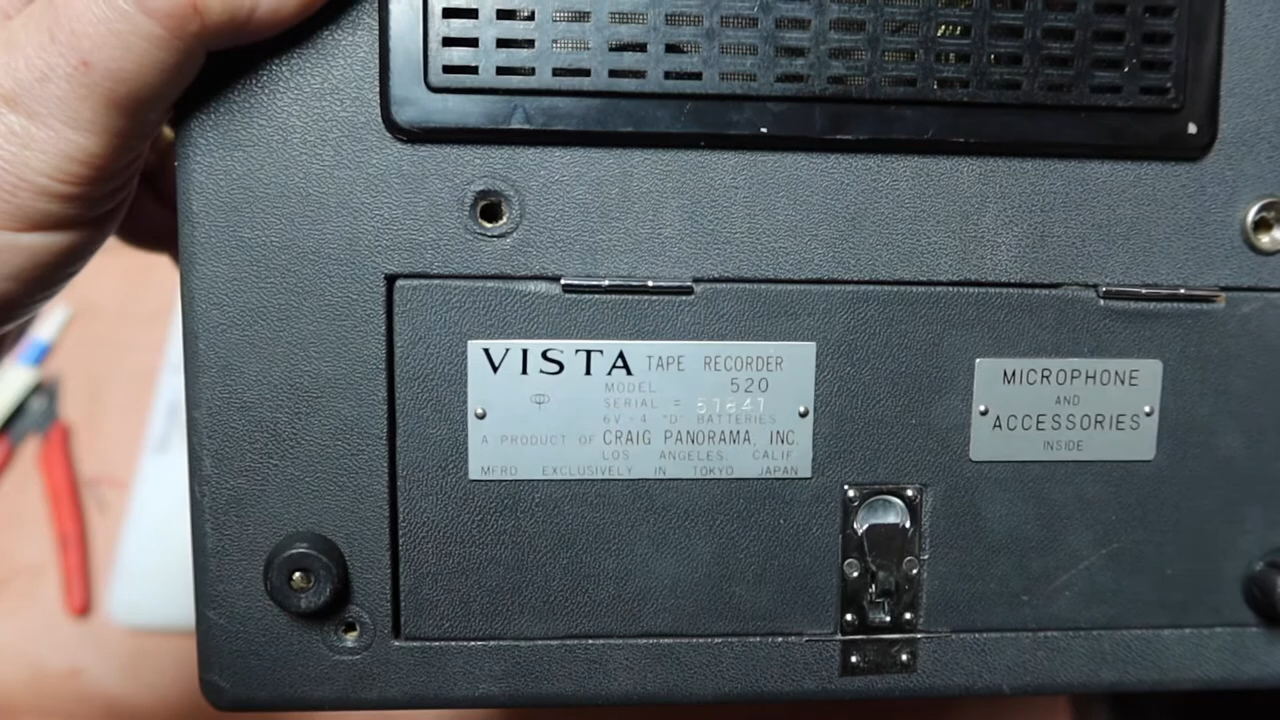 VISTA TAPE RECORDER
MODEL 520
SERIAL = 57847
6V - 4 "D" BATTERIES
A PRODUCT OF CRAIG PANORAMA, INC.
LOS ANGELES, CALIF.
MFRD EXCLUSIVELY IN TOKYO JAPAN
MICROPHONE
AND
ACCESSORIES
INSIDE